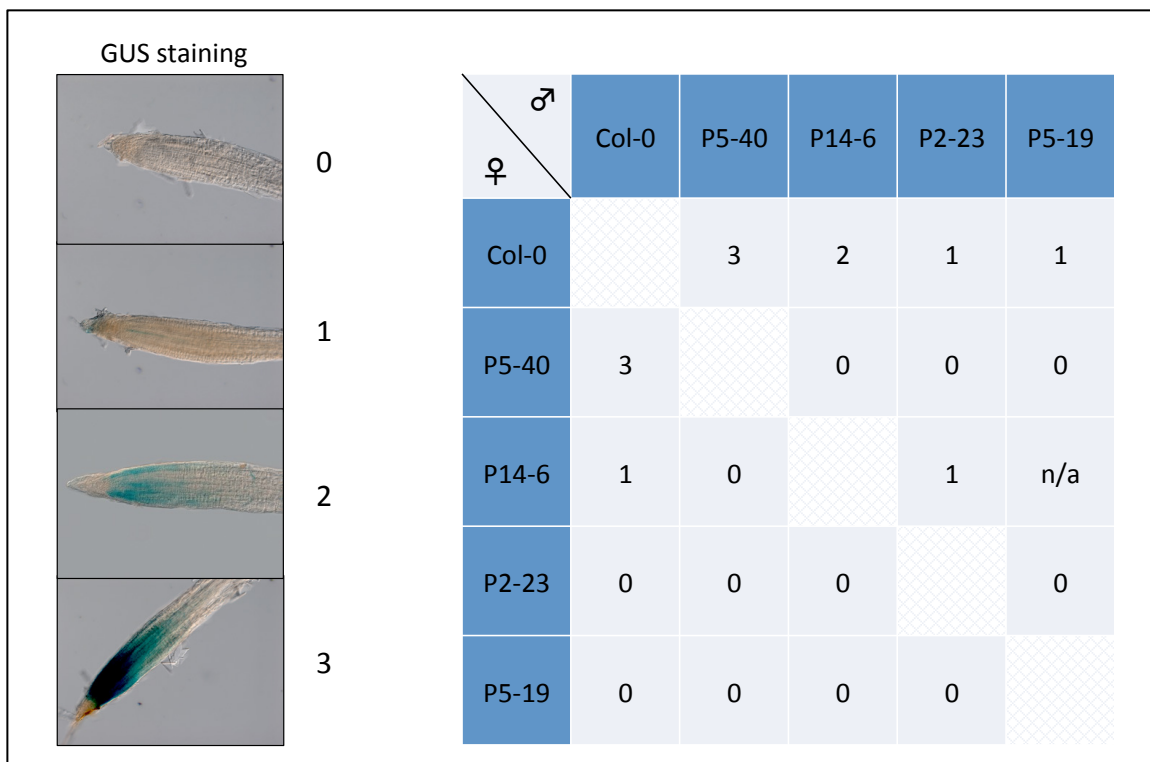 GUS staining
0
1
2
3
♂
♀
Col-0 P5-40 P14-6 P2-23 P5-19
Col-0 3 2 1 1
P5-40 3 0 0 0
P14-6 1 0 1 n/a
P2-23 0 0 0 0
P5-19 0 0 0 0